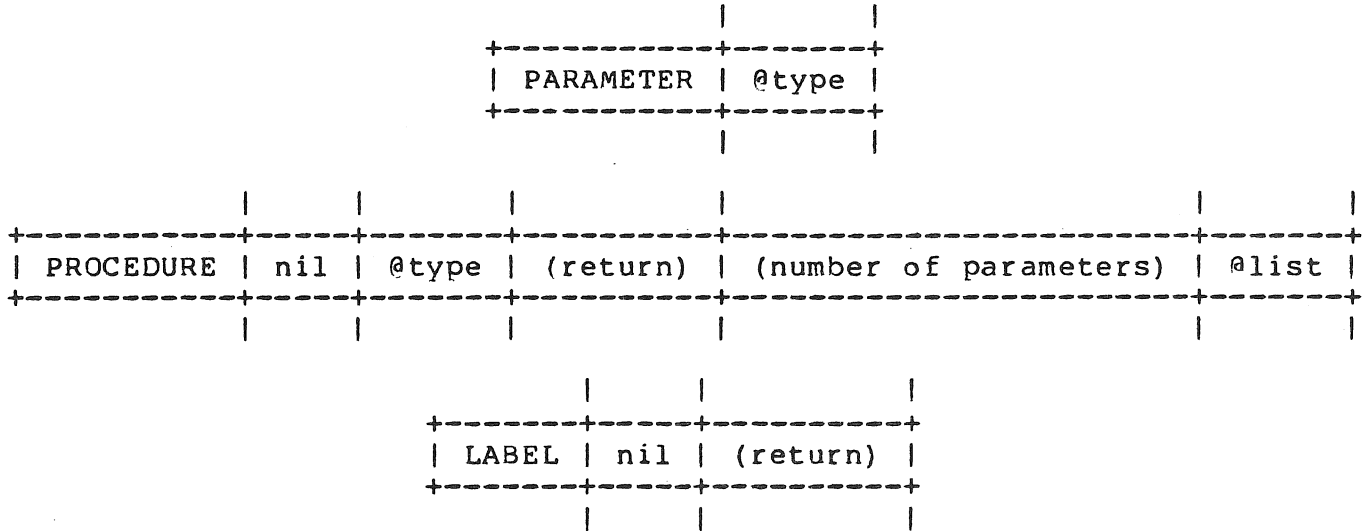 | PARAMETER | @type |
| PROCEDURE | nil | @type | (return) | (number of parameters) | @list |
| LABEL | nil | (return) |